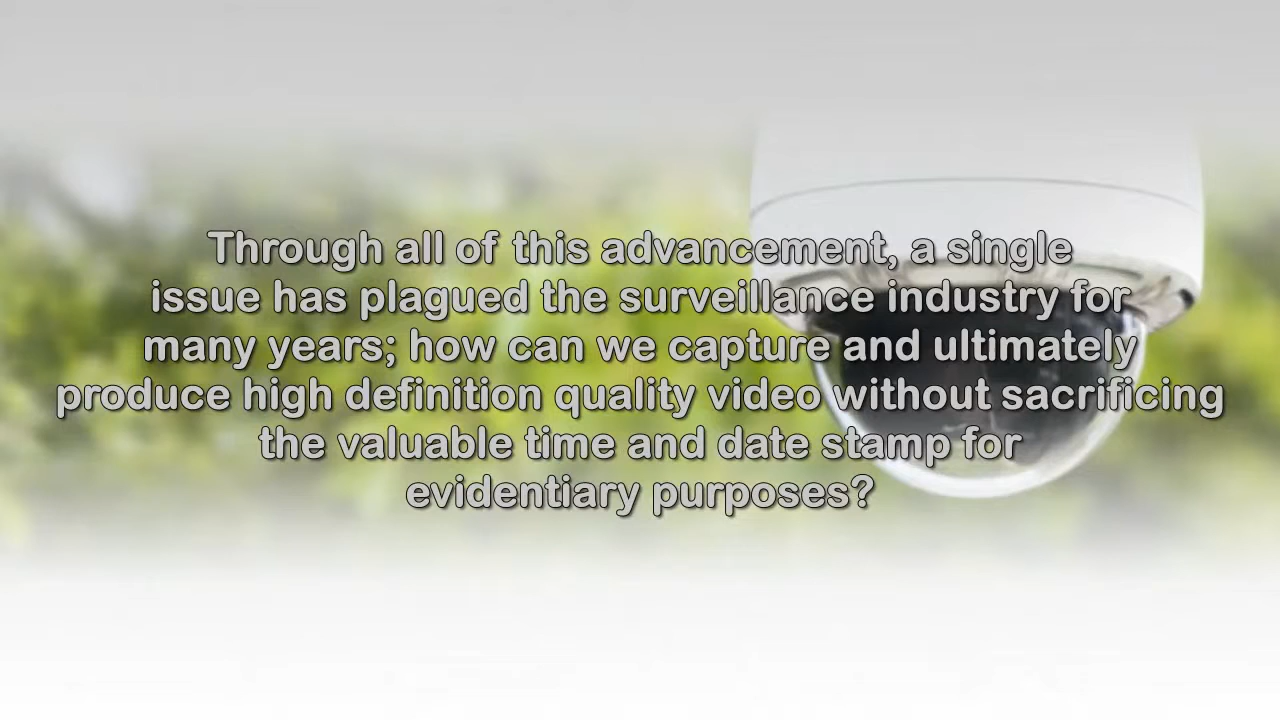 Through all of this advancement, a single
issue has plagued the surveillance industry for
many years; how can we capture and ultimately
produce high definition quality video without sacrificing
the valuable time and date stamp for
evidentiary purposes?